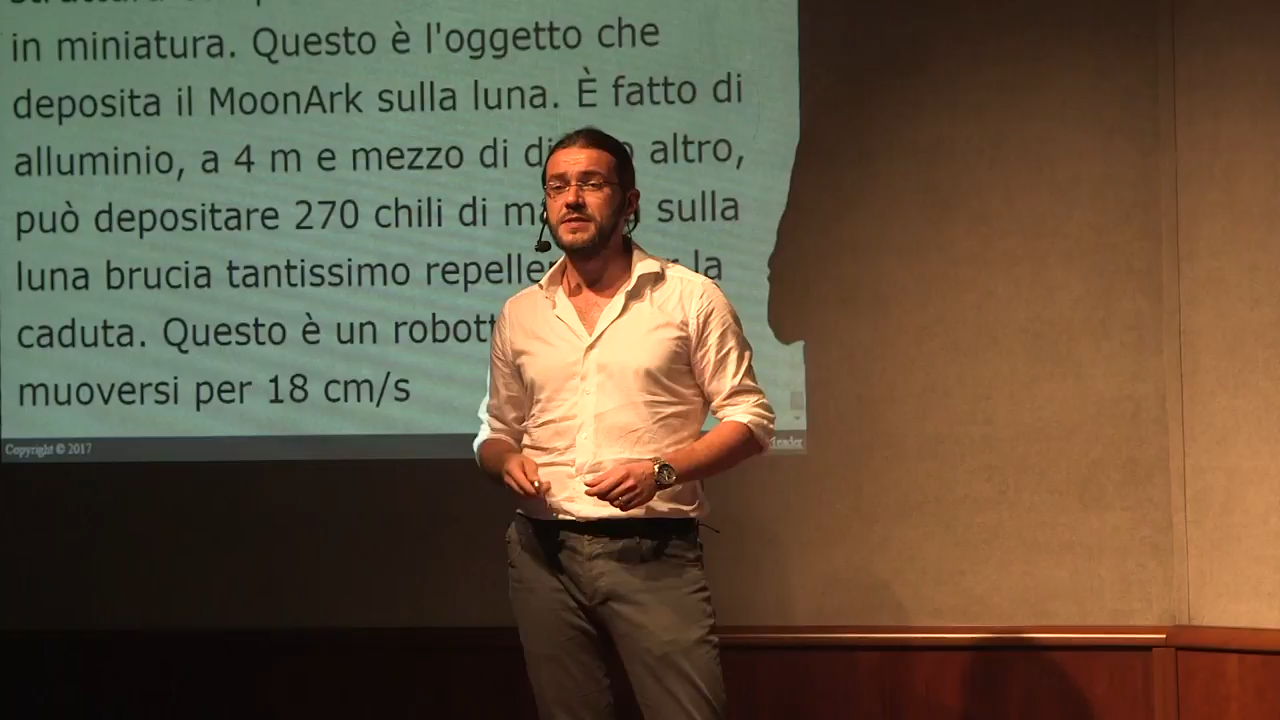 in miniatura. Questo è l'oggetto che
deposita il MoonArk sulla luna. È fatto di
alluminio, a 4 m e mezzo di altro,
può depositare 270 chili di sulla
luna brucia tantissimo la
caduta. Questo è un
muoversi per 18 cm/s
Copyright © 2017